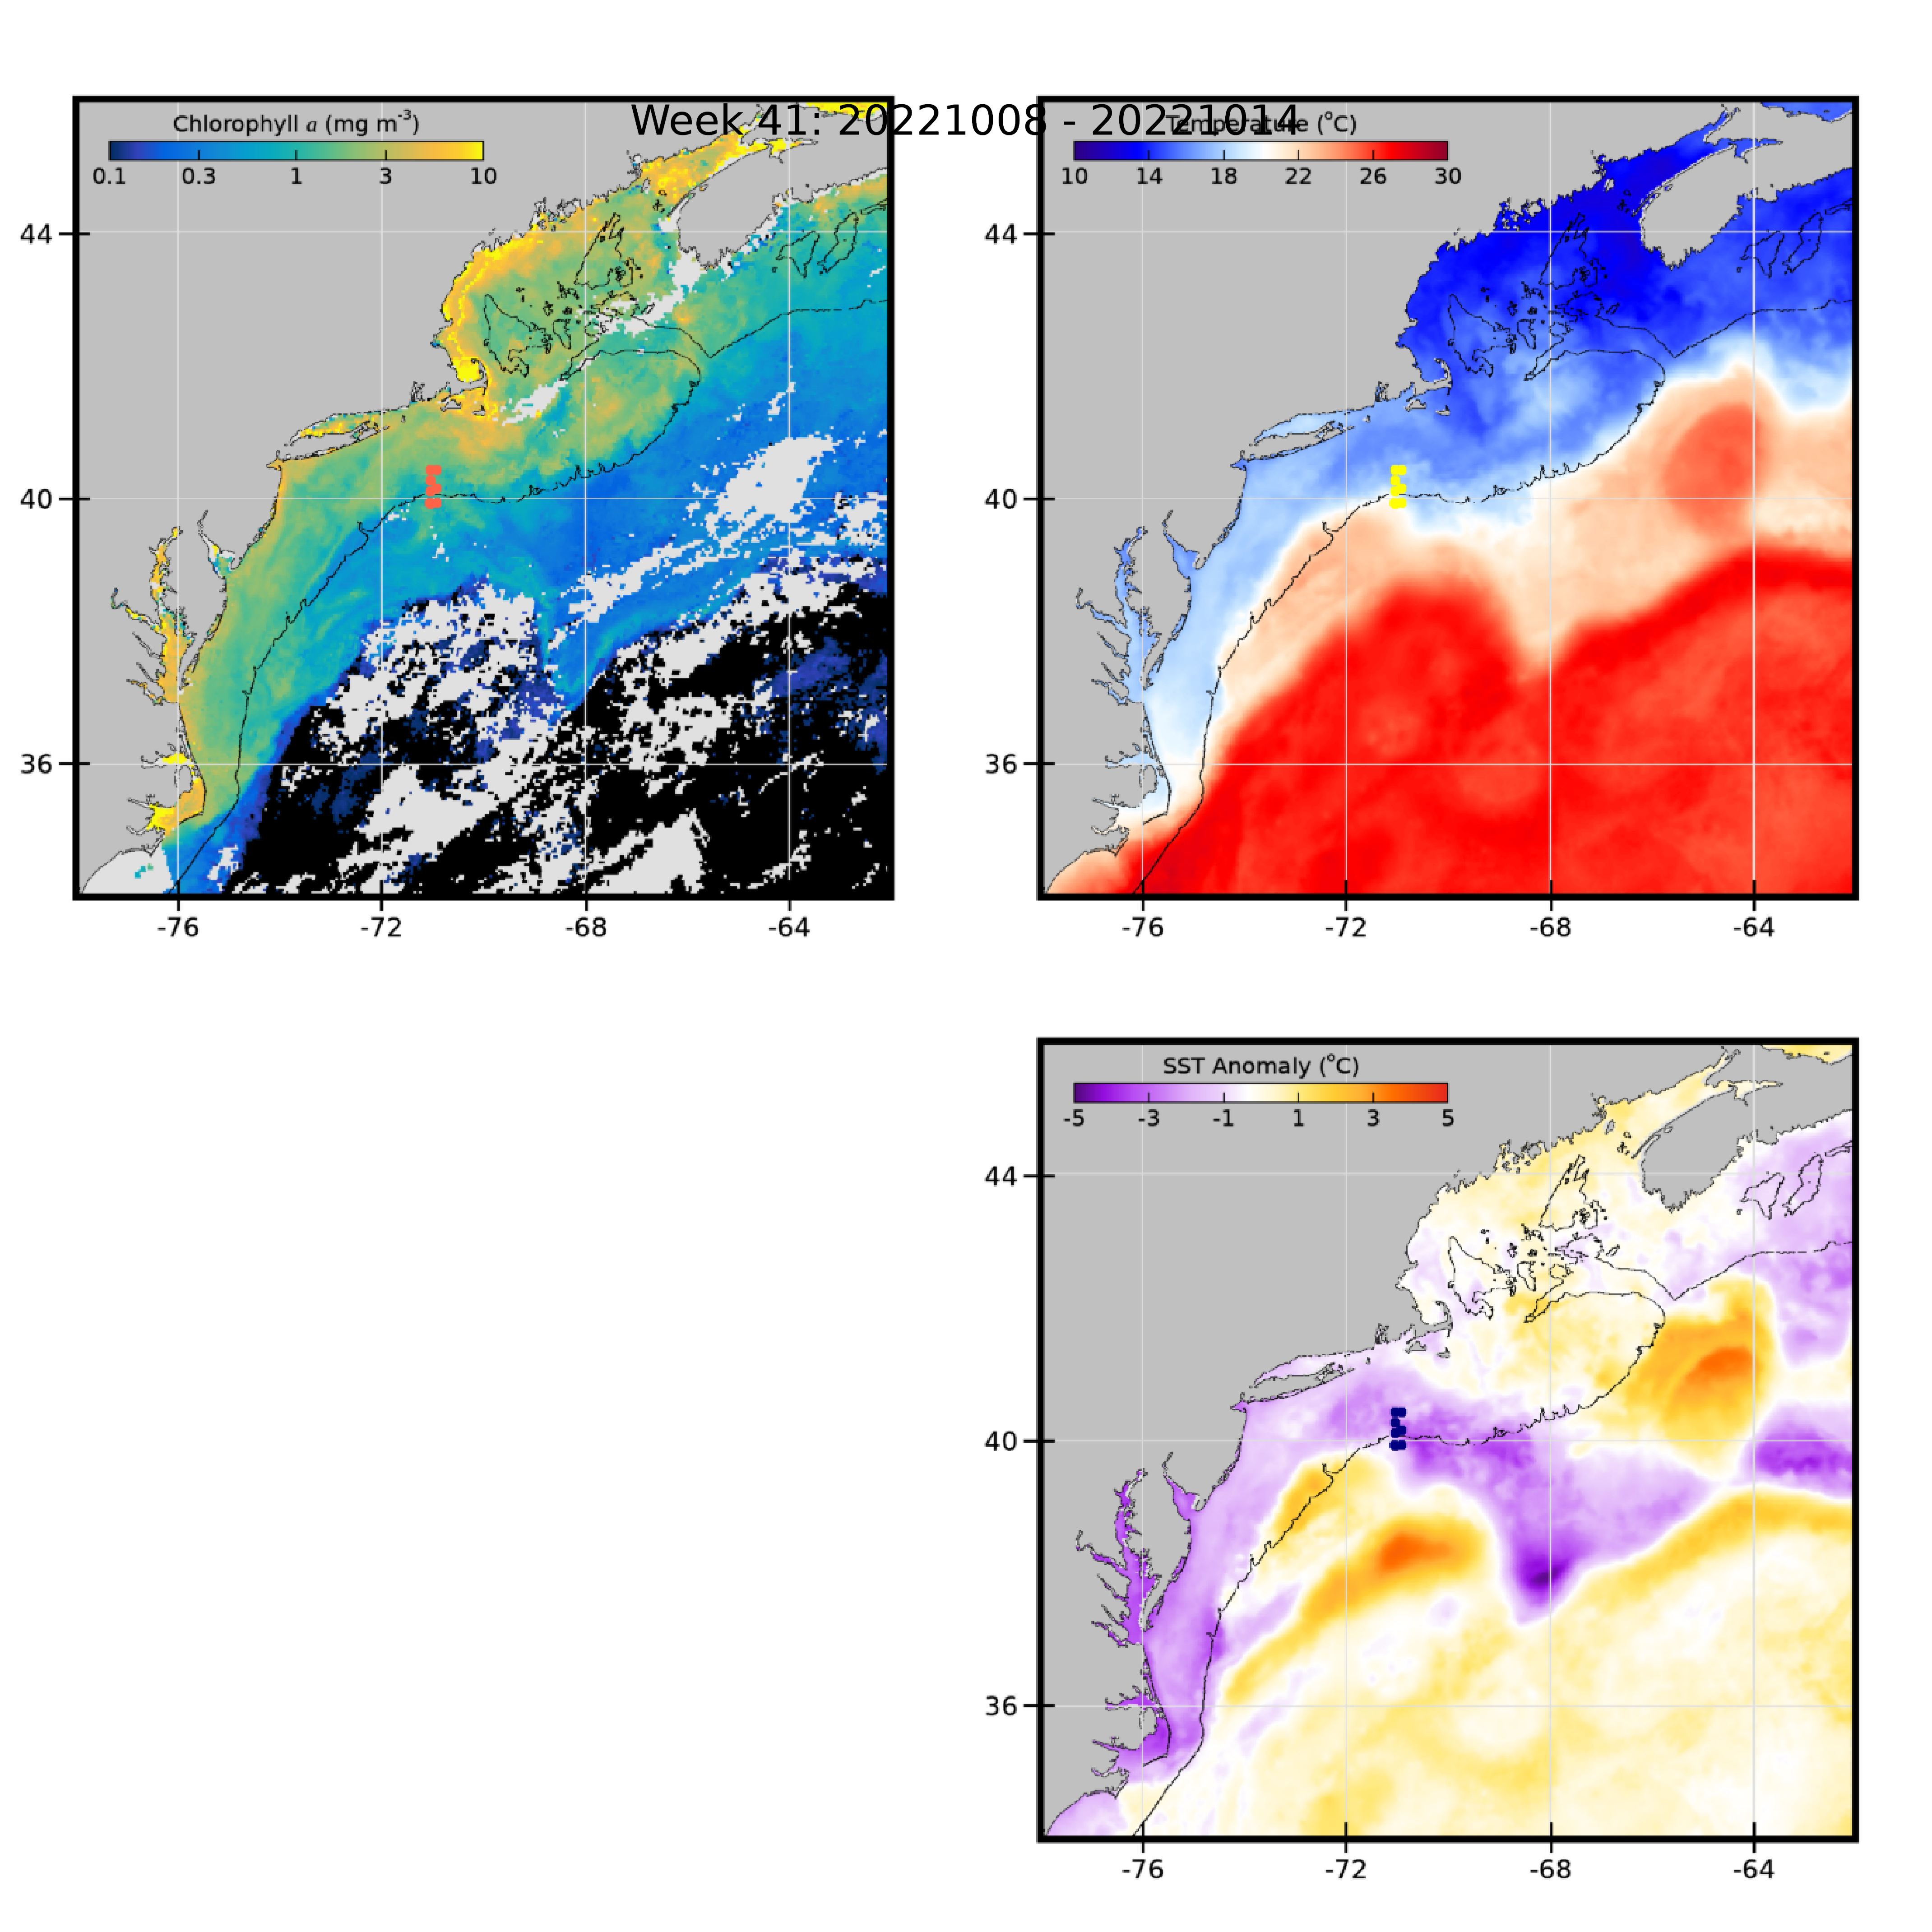 Week 41: 20221008 - 20221014
Chlorophyll a (mg m-3)
0.1 0.3 1 3 10
44
40
36
-76 -72 -68 -64
Temperature (°C)
10 14 18 22 26 30
44
40
36
-76 -72 -68 -64
SST Anomaly (°C)
-5 -3 -1 1 3 5
44
40
36
-76 -72 -68 -64